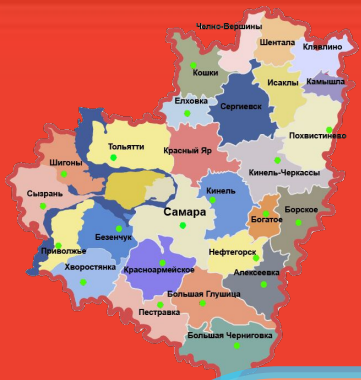 Челно-Вершины
Шентала
Клявлино
Кошки
Исаклы
Камышла
Елховка
Сергиевск
Похвистнево
Тольятти
Красный Яр
Шигоны
Кинель-Черкассы
Сызрань
Кинель
Самара
Богатое
Борское
Безенчук
Приволжье
Нефтегорск
Хворостянка
Красноармейское
Алексеевка
Большая Глушица
Пестравка
Большая Черниговка